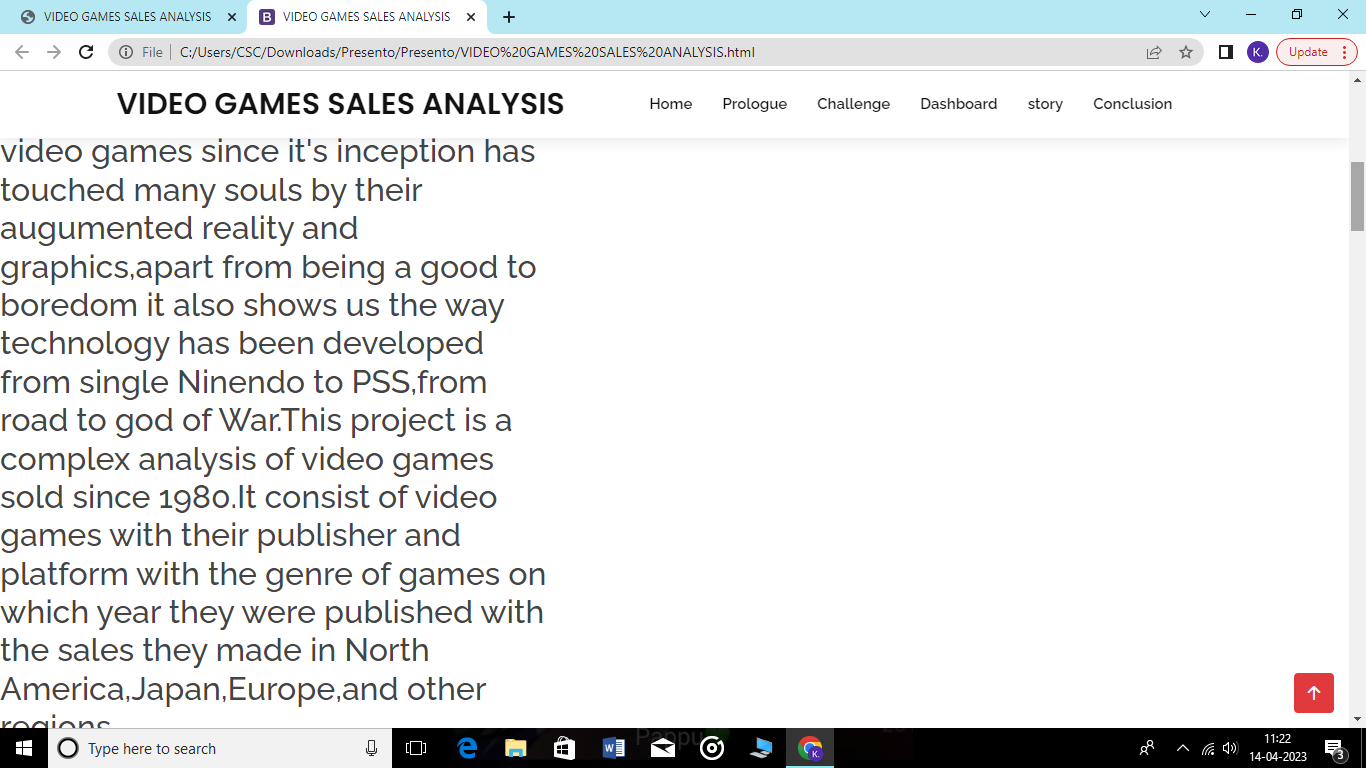 VIDEO GAMES SALES ANALYSIS
VIDEO GAMES SALES ANALYSIS
File C:/Users/CSC/Downloads/Presento/Presento/VIDEO%20GAMES%20SALES%20ANALYSIS.html
K. Update
VIDEO GAMES SALES ANALYSIS Home Prologue Challenge Dashboard story Conclusion
video games since it's inception has
touched many souls by their
augumented reality and
graphics,apart from being a good to
boredom it also shows us the way
technology has been developed
from single Ninendo to PSS,from
road to god of War.This project is a
complex analysis of video games
sold since 1980.It consist of video
games with their publisher and
platform with the genre of games on
which year they were published with
the sales they made in North
America,Japan,Europe,and other
regions
Type here to search
Pappu
11:22
14-04-2023
3